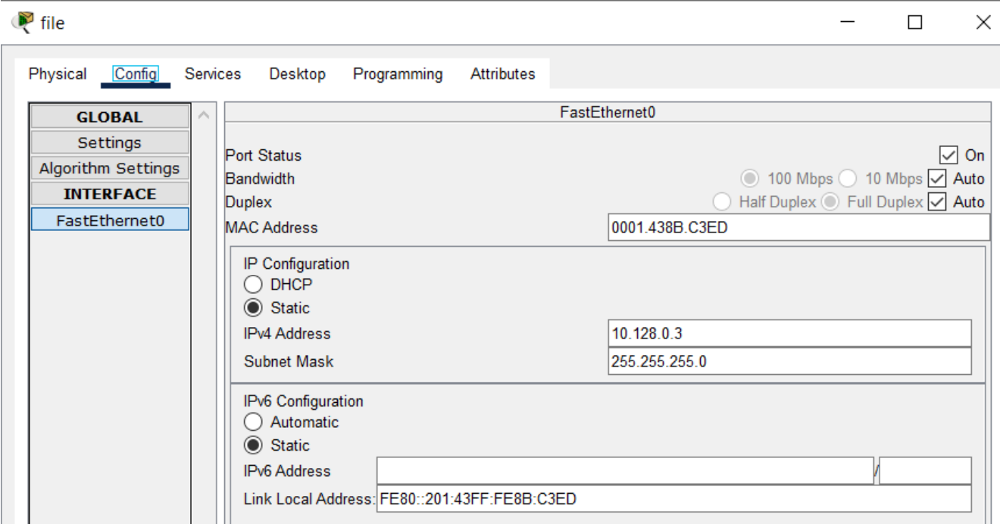 file
Physical Config Services Desktop Programming Attributes
GLOBAL
Settings
Algorithm Settings
INTERFACE
FastEthernet0
FastEthernet0
Port Status On
Bandwidth 100 Mbps 10 Mbps Auto
Duplex Half Duplex Full Duplex Auto
MAC Address 0001.438B.C3ED
IP Configuration
DHCP
Static
IPv4 Address 10.128.0.3
Subnet Mask 255.255.255.0
IPv6 Configuration
Automatic
Static
IPv6 Address /
Link Local Address: FE80::201:43FF:FE8B:C3ED